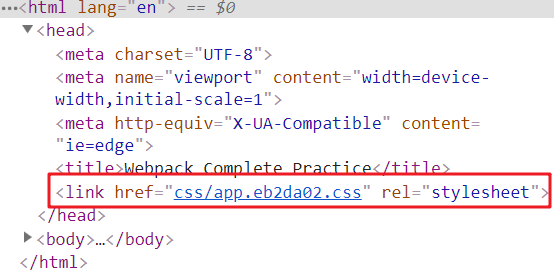 …<html lang="en"> == $0
▼<head>
<meta charset="UTF-8">
<meta name="viewport" content="width=device-
width,initial-scale=1">
<meta http-equiv="X-UA-Compatible" content=
"ie=edge">
<title>Webpack Complete Practice</title>
<link href="css/app.eb2da02.css" rel="stylesheet">
</head>
▶<body>…</body>
</html>